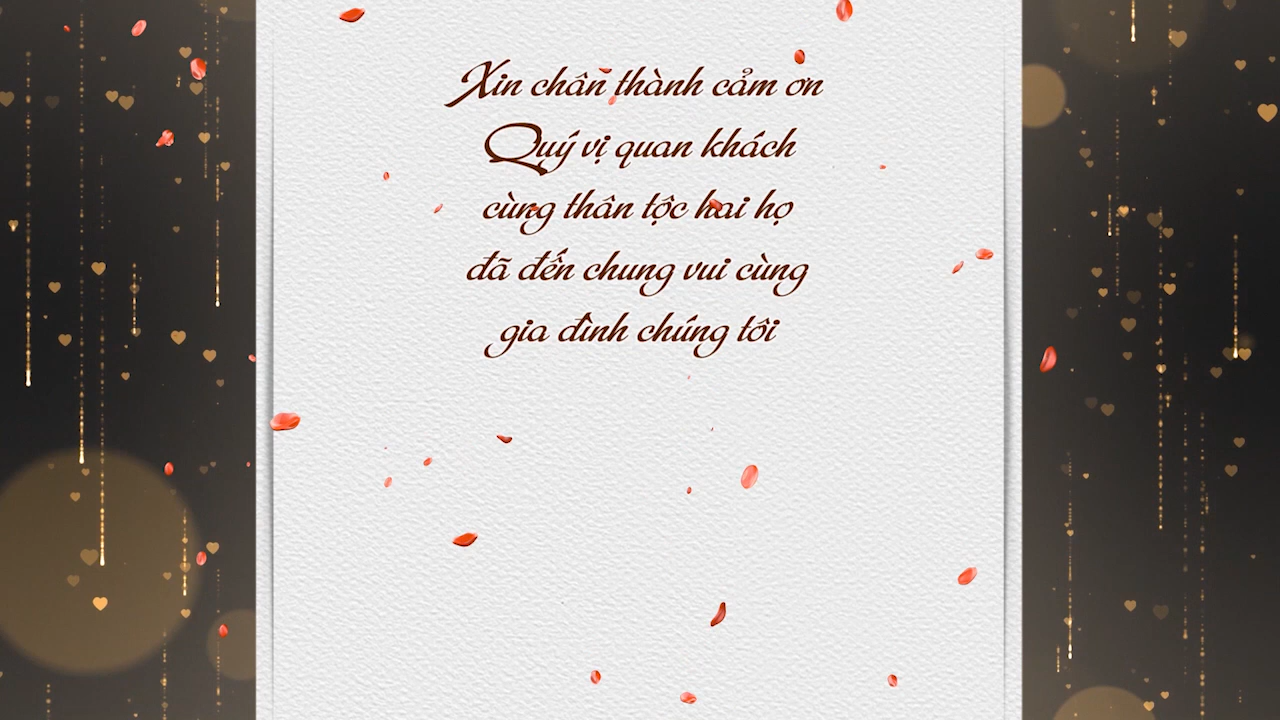 Xin chân thành cảm ơn
Quý vị quan khách
cùng thân tộc hai họ
đã đến chung vui cùng
gia đình chúng tôi